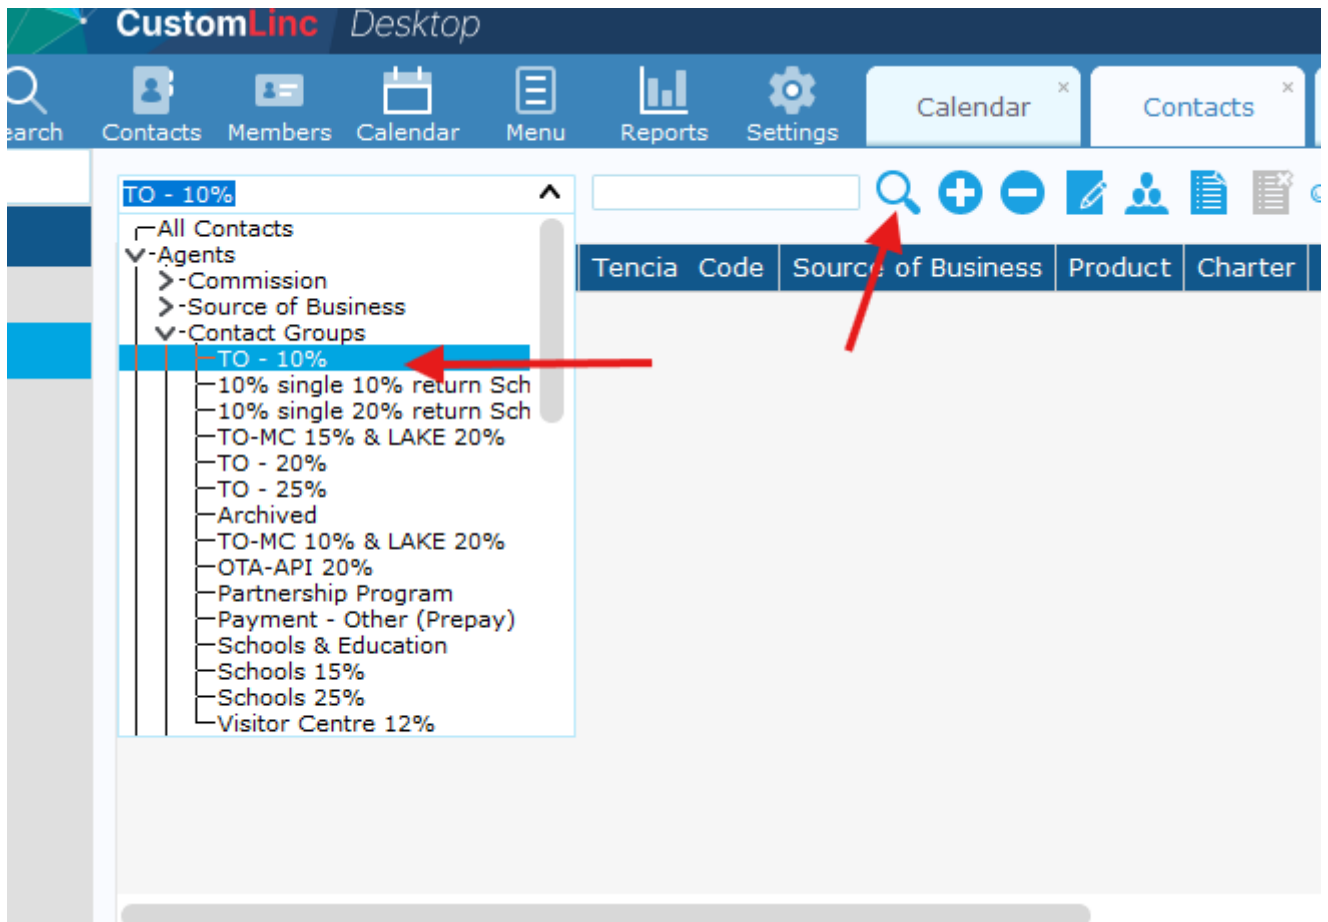 CustomLinc Desktop
earch Contacts Members Calendar Menu Reports Settings Calendar Contacts
TO - 10%
All Contacts
Agents
Commission
Source of Business
Contact Groups
TO - 10%
10% single 10% return Sch
10% single 20% return Sch
TO-MC 15% & LAKE 20%
TO - 20%
TO - 25%
Archived
TO-MC 10% & LAKE 20%
OTA-API 20%
Partnership Program
Payment - Other (Prepay)
Schools & Education
Schools 15%
Schools 25%
Visitor Centre 12%
Tencia Code Source of Business Product Charter